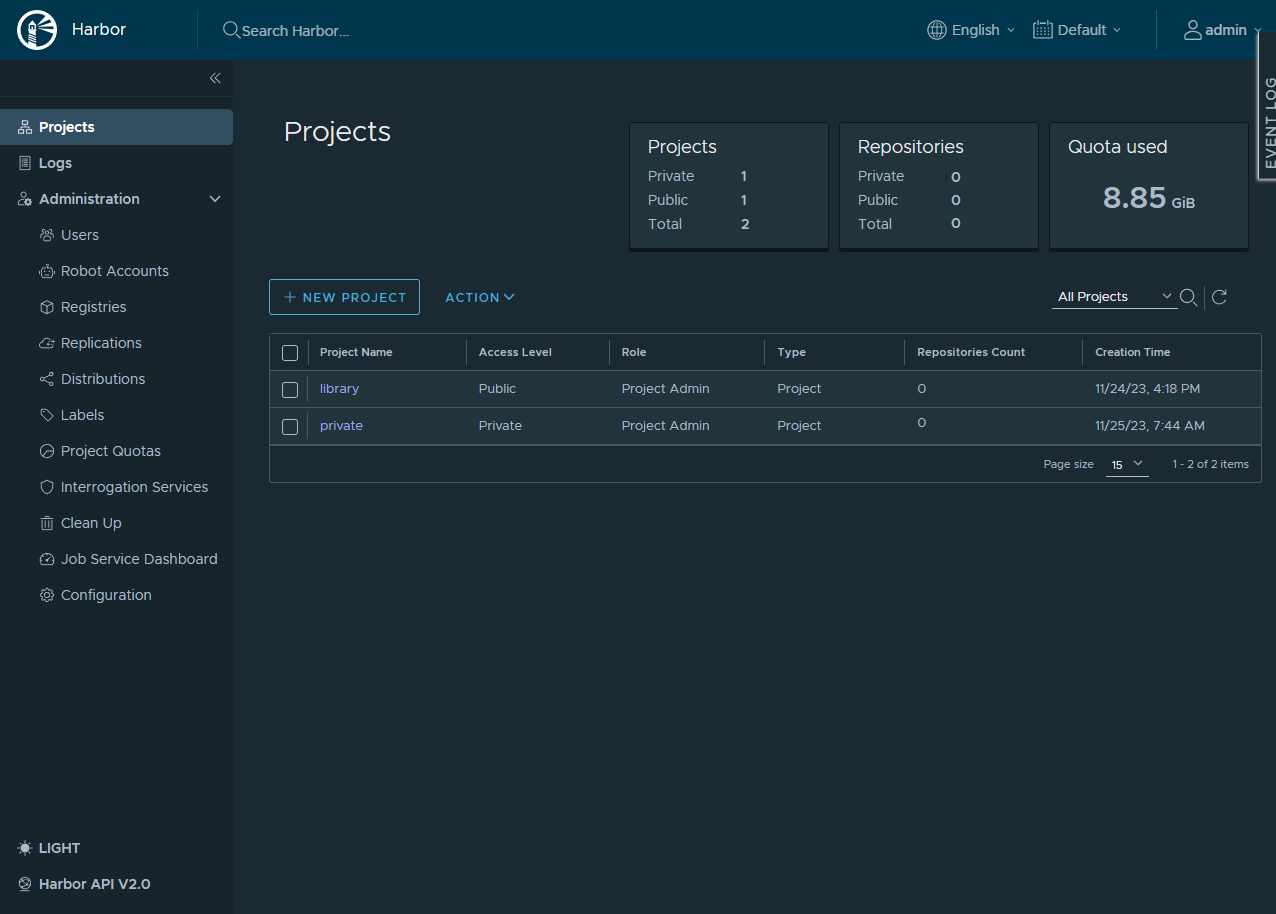 Harbor
Search Harbor...
English
Default
admin
EVENT LOG
Projects
Logs
Administration
Users
Robot Accounts
Registries
Replications
Distributions
Labels
Project Quotas
Interrogation Services
Clean Up
Job Service Dashboard
Configuration
LIGHT
Harbor API V2.0
Projects
Projects
Private 1
Public 1
Total 2
Repositories
Private 0
Public 0
Total 0
Quota used
8.85 GiB
NEW PROJECT
ACTION
All Projects
Project Name Access Level Role Type Repositories Count Creation Time
library Public Project Admin Project 0 11/24/23, 4:18 PM
private Private Project Admin Project 0 11/25/23, 7:44 AM
Page size 15 1 - 2 of 2 items